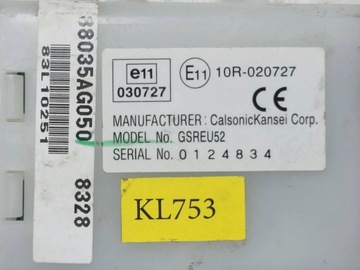 88035AG050 8328
83L10251
e11
030727
E11 10R-020727
CE
MANUFACTURER: CalsonicKansei Corp.
MODEL No. GSREU52
SERIAL No. 0124834
KL753